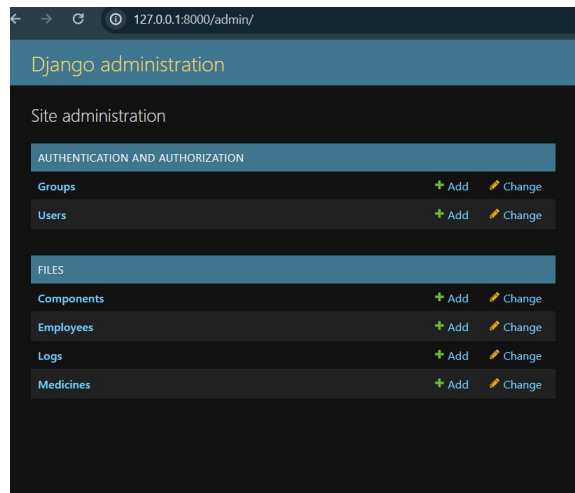 127.0.0.1:8000/admin/
Django administration
Site administration
AUTHENTICATION AND AUTHORIZATION
Groups Add Change
Users Add Change
FILES
Components Add Change
Employees Add Change
Logs Add Change
Medicines Add Change